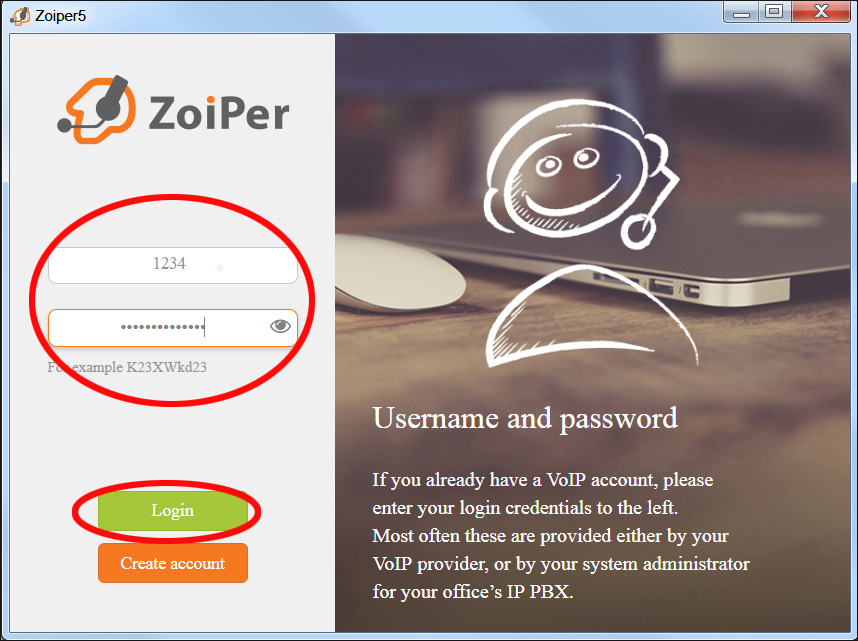 Zoiper5
ZoiPer
1234
••••••••••••••
For example K23XWkd23
Login
Create account
Username and password
If you already have a VoIP account, please
enter your login credentials to the left.
Most often these are provided either by your
VoIP provider, or by your system administrator
for your office’s IP PBX.